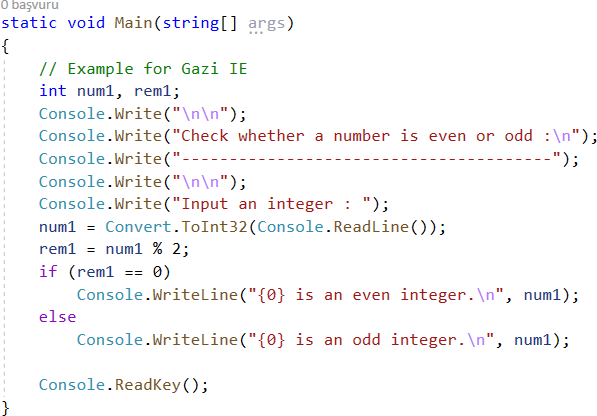 0 başvuru
static void Main(string[] args)
{
// Example for Gazi IE
int num1, rem1;
Console.Write("\n\n");
Console.Write("Check whether a number is even or odd :\n");
Console.Write("---------------------------------------");
Console.Write("\n\n");
Console.Write("Input an integer : ");
num1 = Convert.ToInt32(Console.ReadLine());
rem1 = num1 % 2;
if (rem1 == 0)
Console.WriteLine("{0} is an even integer.\n", num1);
else
Console.WriteLine("{0} is an odd integer.\n", num1);
Console.ReadKey();
}